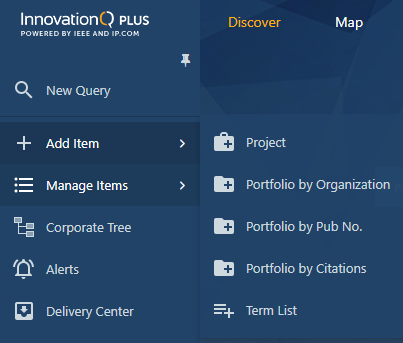 InnovationQ PLUS
POWERED BY IEEE AND IP.COM
Discover
Map
New Query
Add Item
Manage Items
Corporate Tree
Alerts
Delivery Center
Project
Portfolio by Organization
Portfolio by Pub No.
Portfolio by Citations
Term List